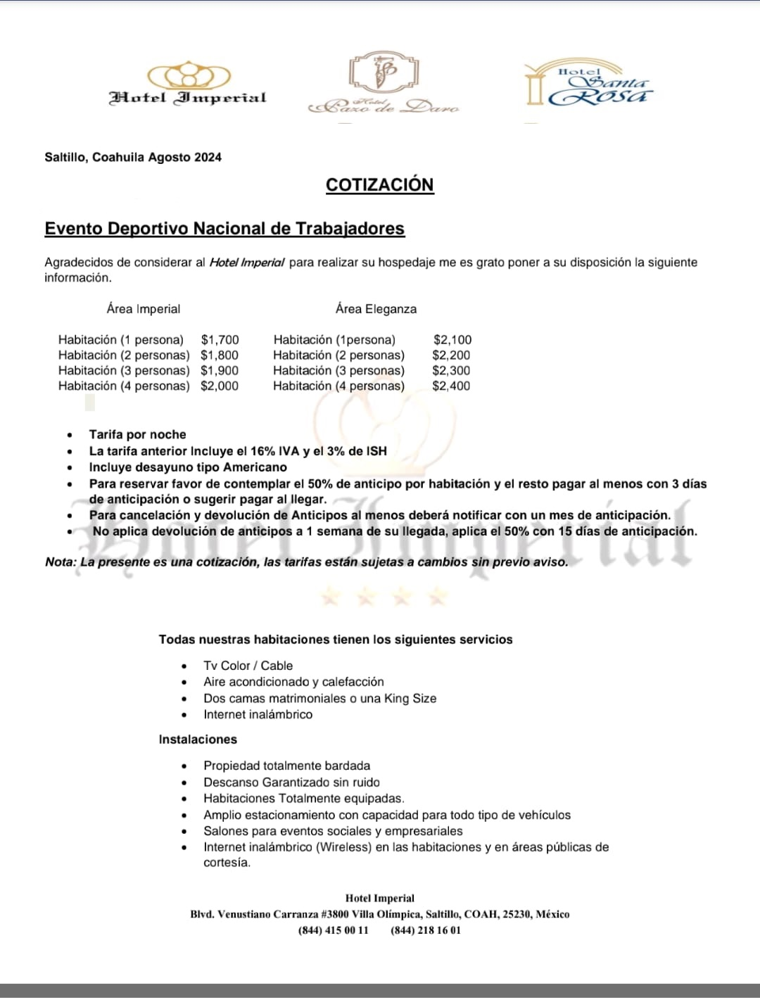 Hotel Imperial
Hotel
Pazo de Daro
Hotel
Santa
Rosa
Saltillo, Coahuila Agosto 2024
COTIZACIÓN
Evento Deportivo Nacional de Trabajadores
Agradecidos de considerar al Hotel Imperial para realizar su hospedaje me es grato poner a su disposición la siguiente
información.
Área Imperial Área Eleganza
Habitación (1 persona) $1,700 Habitación (1persona) $2,100
Habitación (2 personas) $1,800 Habitación (2 personas) $2,200
Habitación (3 personas) $1,900 Habitación (3 personas) $2,300
Habitación (4 personas) $2,000 Habitación (4 personas) $2,400
• Tarifa por noche
• La tarifa anterior Incluye el 16% IVA y el 3% de ISH
• Incluye desayuno tipo Americano
• Para reservar favor de contemplar el 50% de anticipo por habitación y el resto pagar al menos con 3 días
de anticipación o sugerir pagar al llegar.
• Para cancelación y devolución de Anticipos al menos deberá notificar con un mes de anticipación.
• No aplica devolución de anticipos a 1 semana de su llegada, aplica el 50% con 15 días de anticipación.
Hotel Imperial
Nota: La presente es una cotización, las tarifas están sujetas a cambios sin previo aviso.
Todas nuestras habitaciones tienen los siguientes servicios
• Tv Color / Cable
• Aire acondicionado y calefacción
• Dos camas matrimoniales o una King Size
• Internet inalámbrico
Instalaciones
• Propiedad totalmente bardada
• Descanso Garantizado sin ruido
• Habitaciones Totalmente equipadas.
• Amplio estacionamiento con capacidad para todo tipo de vehículos
• Salones para eventos sociales y empresariales
• Internet inalámbrico (Wireless) en las habitaciones y en áreas públicas de
cortesía.
Hotel Imperial
Blvd. Venustiano Carranza #3800 Villa Olímpica, Saltillo, COAH, 25230, México
(844) 415 00 11 (844) 218 16 01